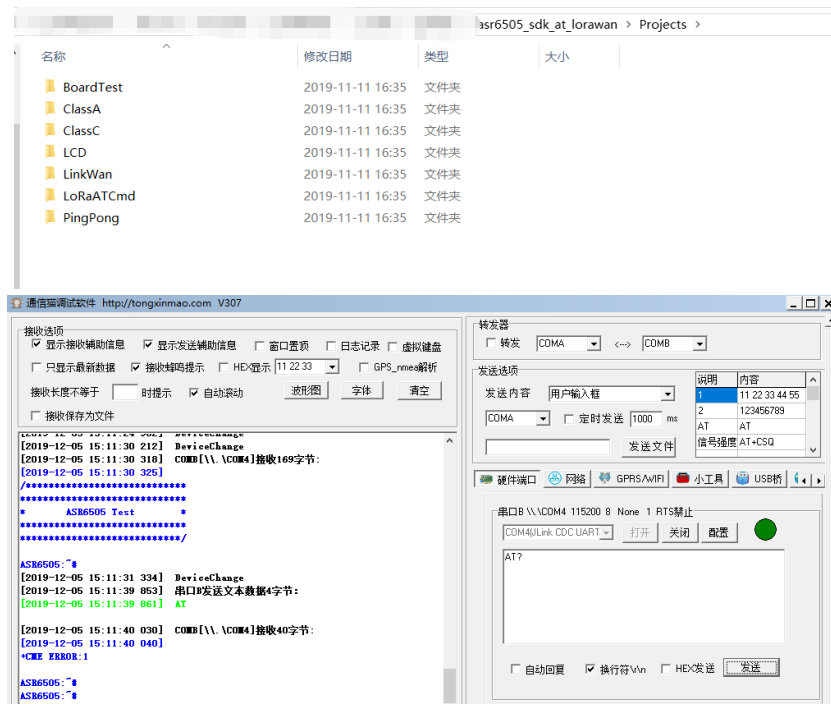 asr6505_sdk_at_lorawan > Projects >
名称 修改日期 类型 大小
BoardTest 2019-11-11 16:35 文件夹
ClassA 2019-11-11 16:35 文件夹
ClassC 2019-11-11 16:35 文件夹
LCD 2019-11-11 16:35 文件夹
LinkWan 2019-11-11 16:35 文件夹
LoRaATCmd 2019-11-11 16:35 文件夹
PingPong 2019-11-11 16:35 文件夹
通信猫调试软件 http://tongxinmao.com V307
接收选项
显示接收辅助信息 显示发送辅助信息 窗口置顶 日志记录 虚拟键盘
只显示最新数据 接收蜂鸣提示 HEX显示 11 22 33 GPS_nmea解析
接收长度不等于 时提示 自动滚动 波形图 字体 清空
接收保存为文件
[2019-12-05 15:11:30 212] DeviceChange
[2019-12-05 15:11:30 318] COMB[\\.\COM4]接收169字节:
[2019-12-05 15:11:30 325]
/****************************
*****************************
* ASR6505 Test *
*****************************
****************************/
ASR6505:~#
[2019-12-05 15:11:31 334] DeviceChange
[2019-12-05 15:11:39 853] 串口B发送文本数据4字节:
[2019-12-05 15:11:39 861] AT
[2019-12-05 15:11:40 030] COMB[\\.\COM4]接收40字节:
[2019-12-05 15:11:40 040]
+CME ERROR:1
ASR6505:~#
ASR6505:~#
转发器
转发 COMA <--> COMB
发送选项
发送内容 用户输入框
COMA 定时发送 1000 ms
发送文件
说明 内容
1 11 22 33 44 55
2 123456789
AT AT
信号强度 AT+CSQ
硬件端口 网络 GPRS/WIFI 小工具 USB桥
串口B \\.\COM4 115200 8 None 1 RTS禁止
COM4(JLink CDC UART 打开 关闭 配置
AT?
自动回复 换行符\r\n HEX发送 发送